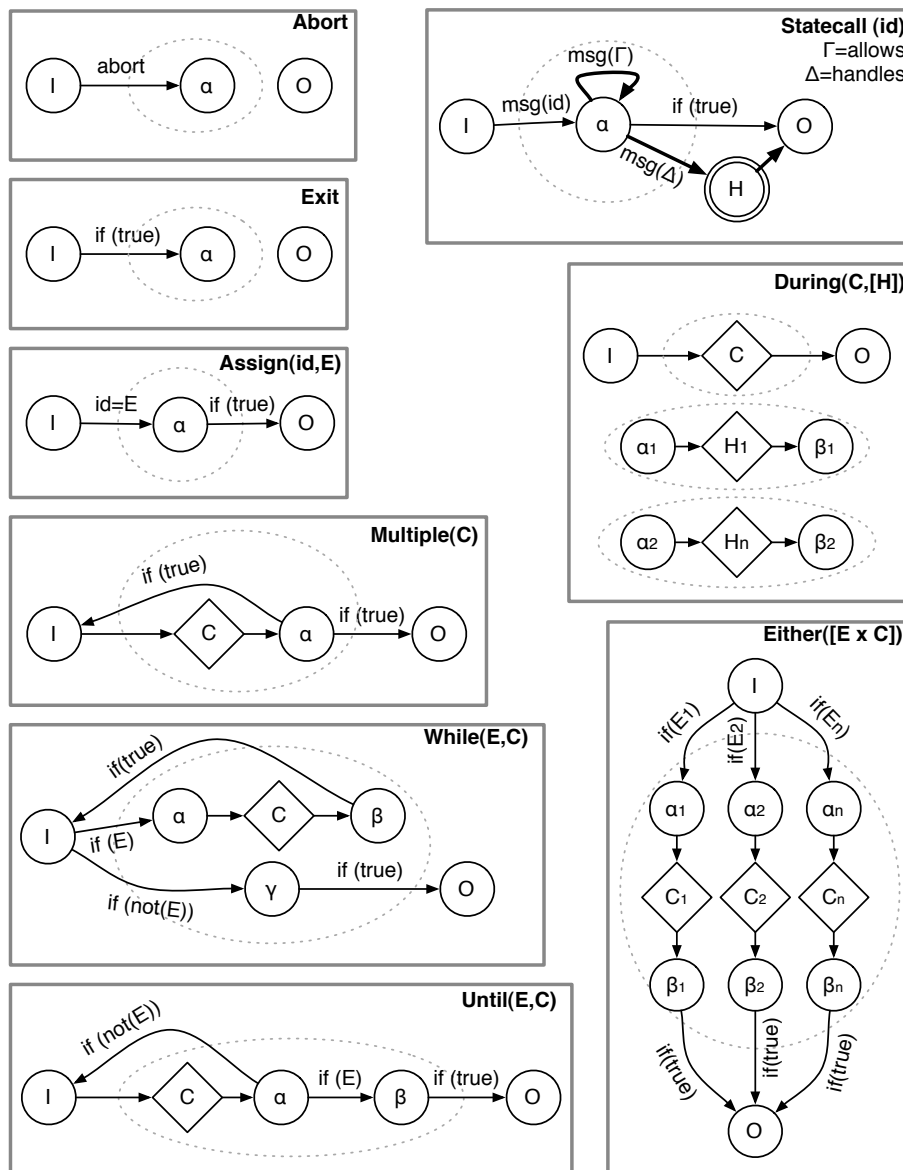 Abort
abort
I
α
O
Exit
if (true)
I
α
O
Assign(id,E)
id=E
if (true)
I
α
O
Multiple(C)
if (true)
if (true)
I
C
α
O
While(E,C)
if(true)
I
α
C
β
if (E)
if (true)
γ
O
if (not(E))
Until(E,C)
if (not(E))
if (E)
if (true)
I
C
α
β
O
Statecall (id)
Γ=allows
Δ=handles
msg(Γ)
msg(id)
if (true)
I
α
O
msg(Δ)
H
During(C,[H])
I
C
O
α1
H1
β1
α2
Hn
β2
Either([E x C])
I
if(E1)
if(E2)
if(En)
α1
α2
αn
C1
C2
Cn
β1
β2
βn
if(true)
if(true)
if(true)
O